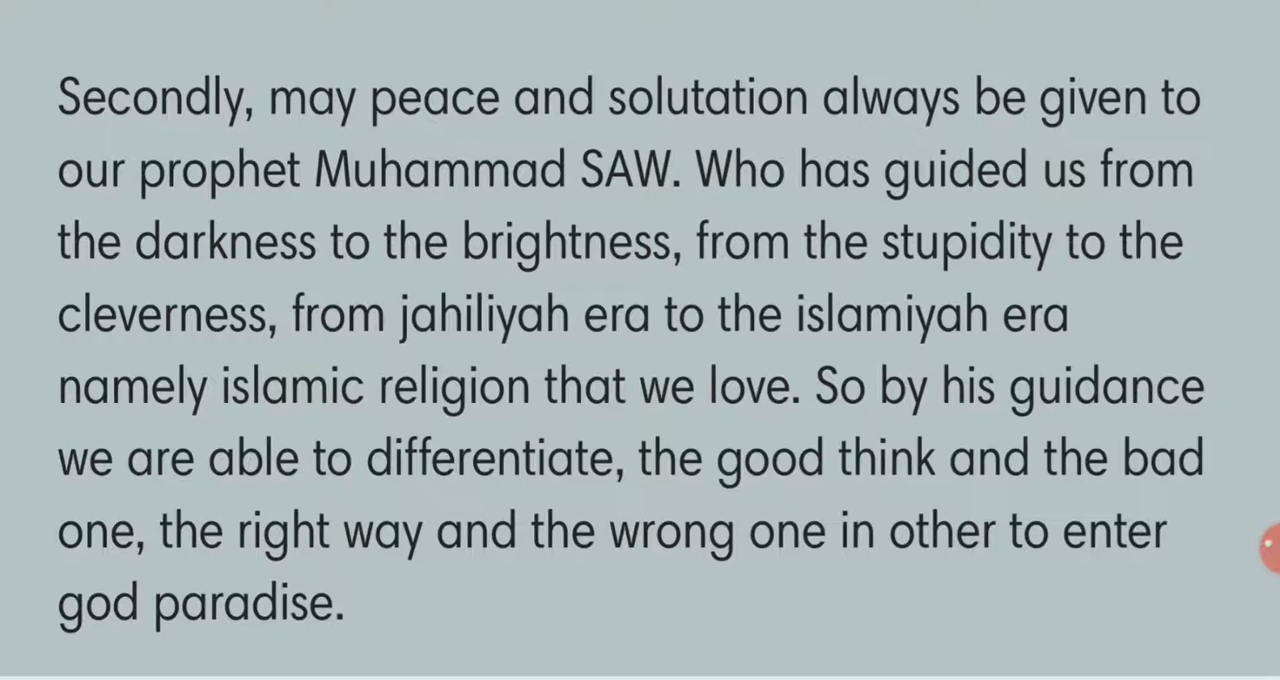 Secondly, may peace and solutation always be given to
our prophet Muhammad SAW. Who has guided us from
the darkness to the brightness, from the stupidity to the
cleverness, from jahiliyah era to the islamiyah era
namely islamic religion that we love. So by his guidance
we are able to differentiate, the good think and the bad
one, the right way and the wrong one in other to enter
god paradise.